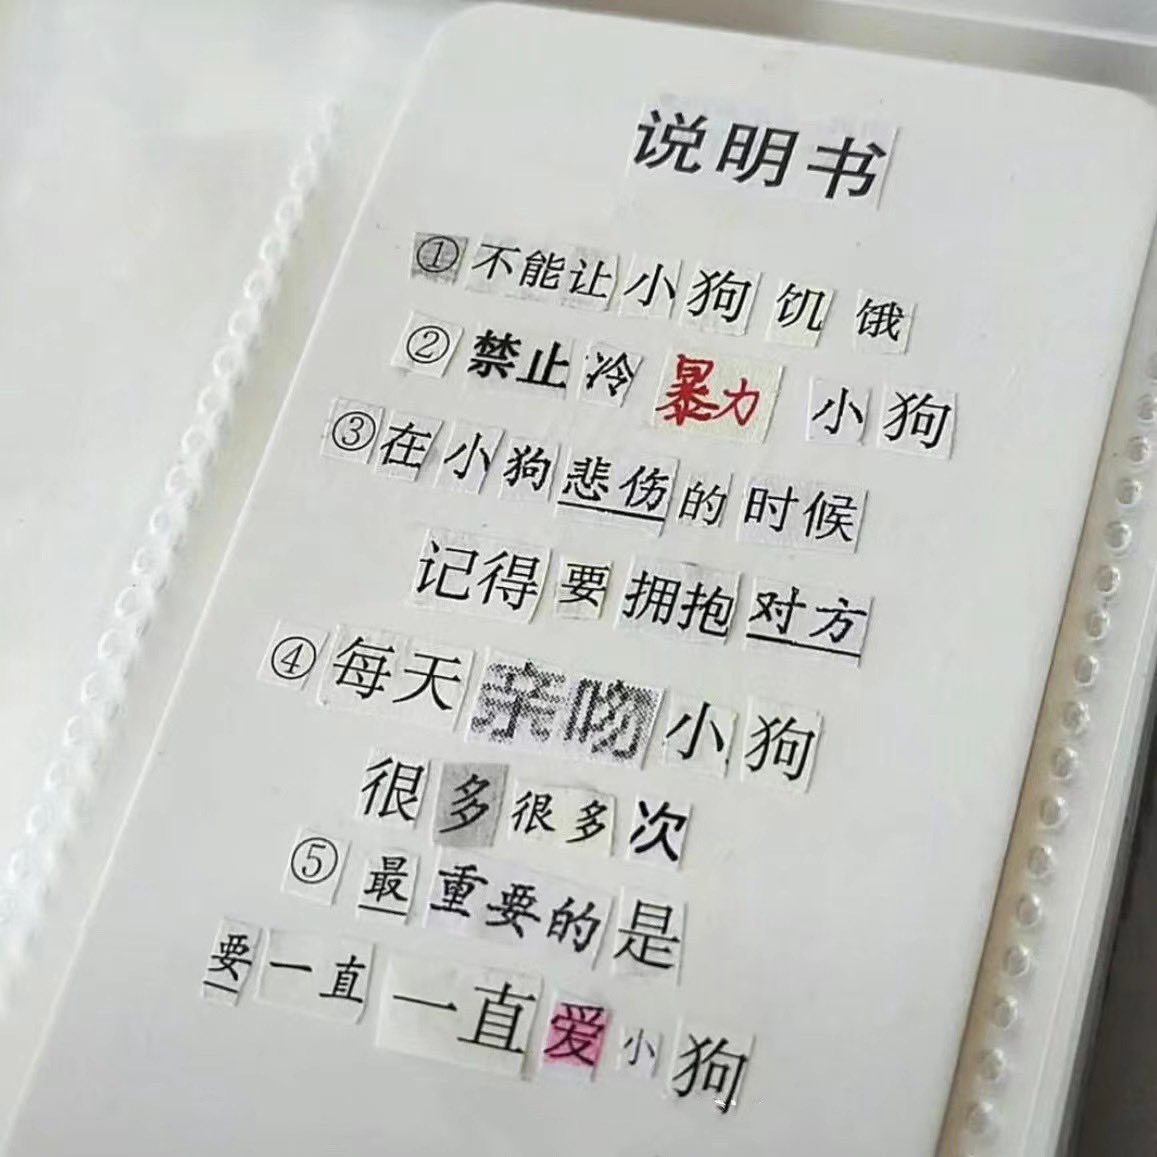 说明书
①不能让小狗饥饿
②禁止冷暴力小狗
③在小狗悲伤的时候
记得要拥抱对方
④每天亲吻小狗
很多很多次
⑤最重要的是
要一直一直爱小狗